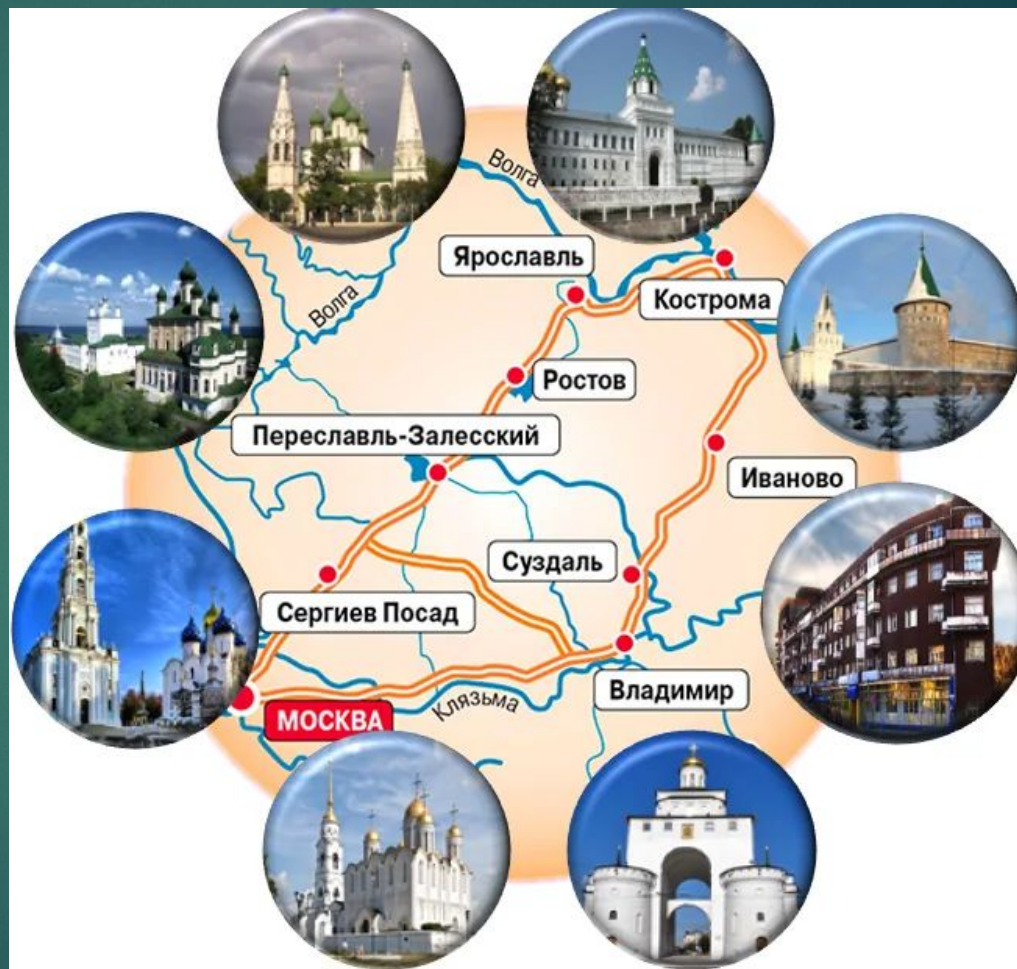 Волга
Ярославль
Кострома
Волга
Ростов
Переславль-Залесский
Иваново
Суздаль
Сергиев Посад
Владимир
Клязьма
МОСКВА